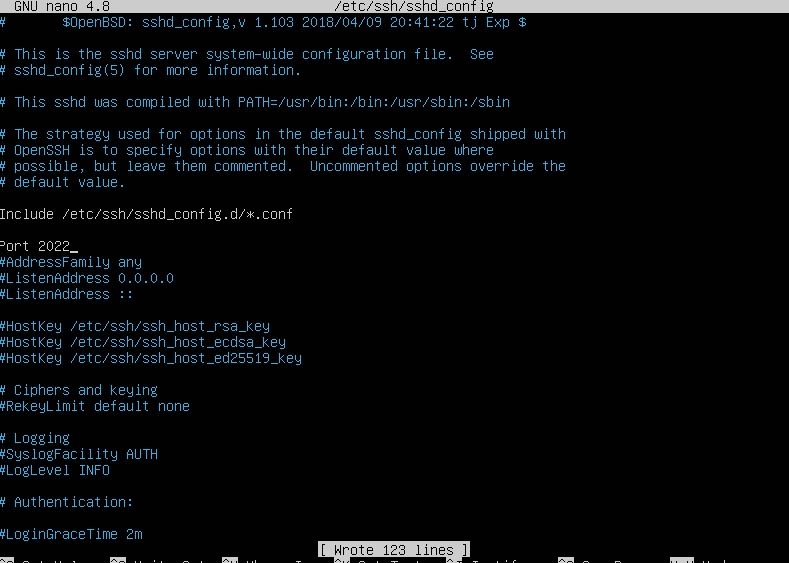 GNU nano 4.8 /etc/ssh/sshd_config
# $OpenBSD: sshd_config,v 1.103 2018/04/09 20:41:22 tj Exp $
# This is the sshd server system-wide configuration file. See
# sshd_config(5) for more information.
# This sshd was compiled with PATH=/usr/bin:/bin:/usr/sbin:/sbin
# The strategy used for options in the default sshd_config shipped with
# OpenSSH is to specify options with their default value where
# possible, but leave them commented. Uncommented options override the
# default value.
Include /etc/ssh/sshd_config.d/*.conf
Port 2022
#AddressFamily any
#ListenAddress 0.0.0.0
#ListenAddress ::
#HostKey /etc/ssh/ssh_host_rsa_key
#HostKey /etc/ssh/ssh_host_ecdsa_key
#HostKey /etc/ssh/ssh_host_ed25519_key
# Ciphers and keying
#RekeyLimit default none
# Logging
#SyslogFacility AUTH
#LogLevel INFO
# Authentication:
#LoginGraceTime 2m
[ Wrote 123 lines ]